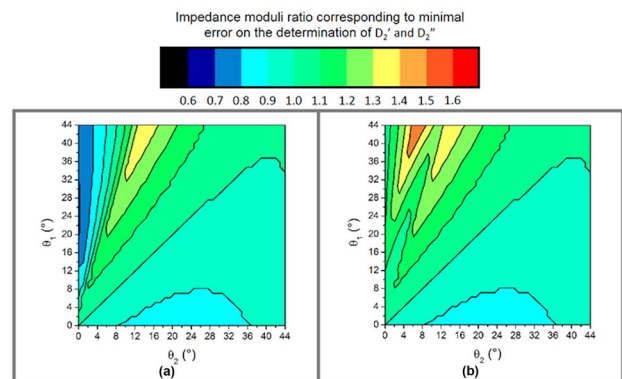 Impedance moduli ratio corresponding to minimal
error on the determination of D₂' and D₂"
0.6 0.7 0.8 0.9 1.0 1.1 1.2 1.3 1.4 1.5 1.6
44
40
36
32
28
24
20
16
12
8
4
0
θ₁ (°)
0 4 8 12 16 20 24 28 32 36 40 44
θ₂ (°)
(a)
44
40
36
32
28
24
20
16
12
8
4
0
θ₁ (°)
0 4 8 12 16 20 24 28 32 36 40 44
θ₂ (°)
(b)